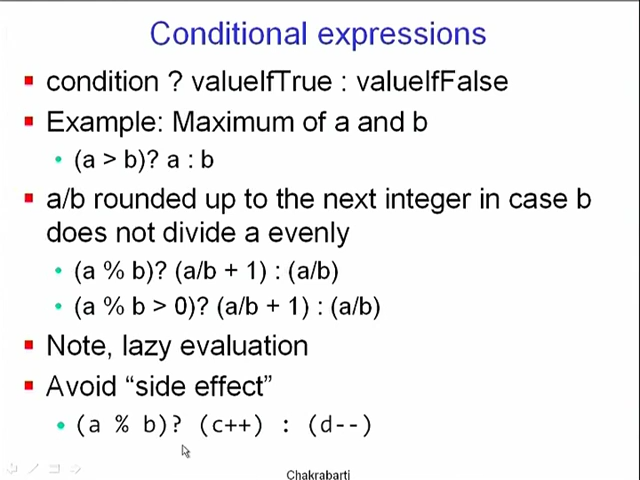 Conditional expressions
condition ? valueIfTrue : valueIfFalse
Example: Maximum of a and b
(a > b)? a : b
a/b rounded up to the next integer in case b
does not divide a evenly
(a % b)? (a/b + 1) : (a/b)
(a % b > 0)? (a/b + 1) : (a/b)
Note, lazy evaluation
Avoid “side effect”
(a % b)? (c++) : (d--)
Chakrabarti